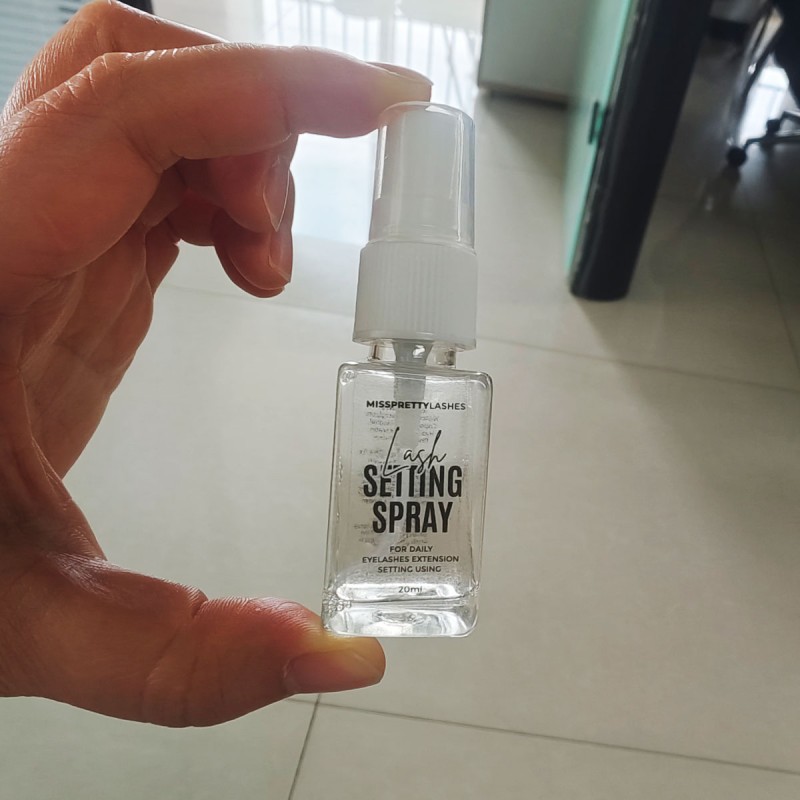 MISSPRETTYLASHES
Lash
SETTING
SPRAY
FOR DAILY
EYELASHES EXTENSION
SETTING USING
20ml